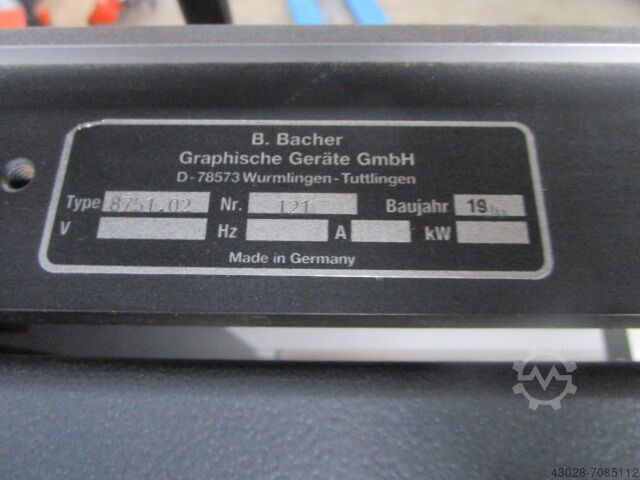 B. Bacher
Graphische Geräte GmbH
D-78573 Wurmlingen-Tuttlingen
Type 8751.02 Nr. 121 Baujahr 19
V Hz A kW
Made in Germany
43028-7085112